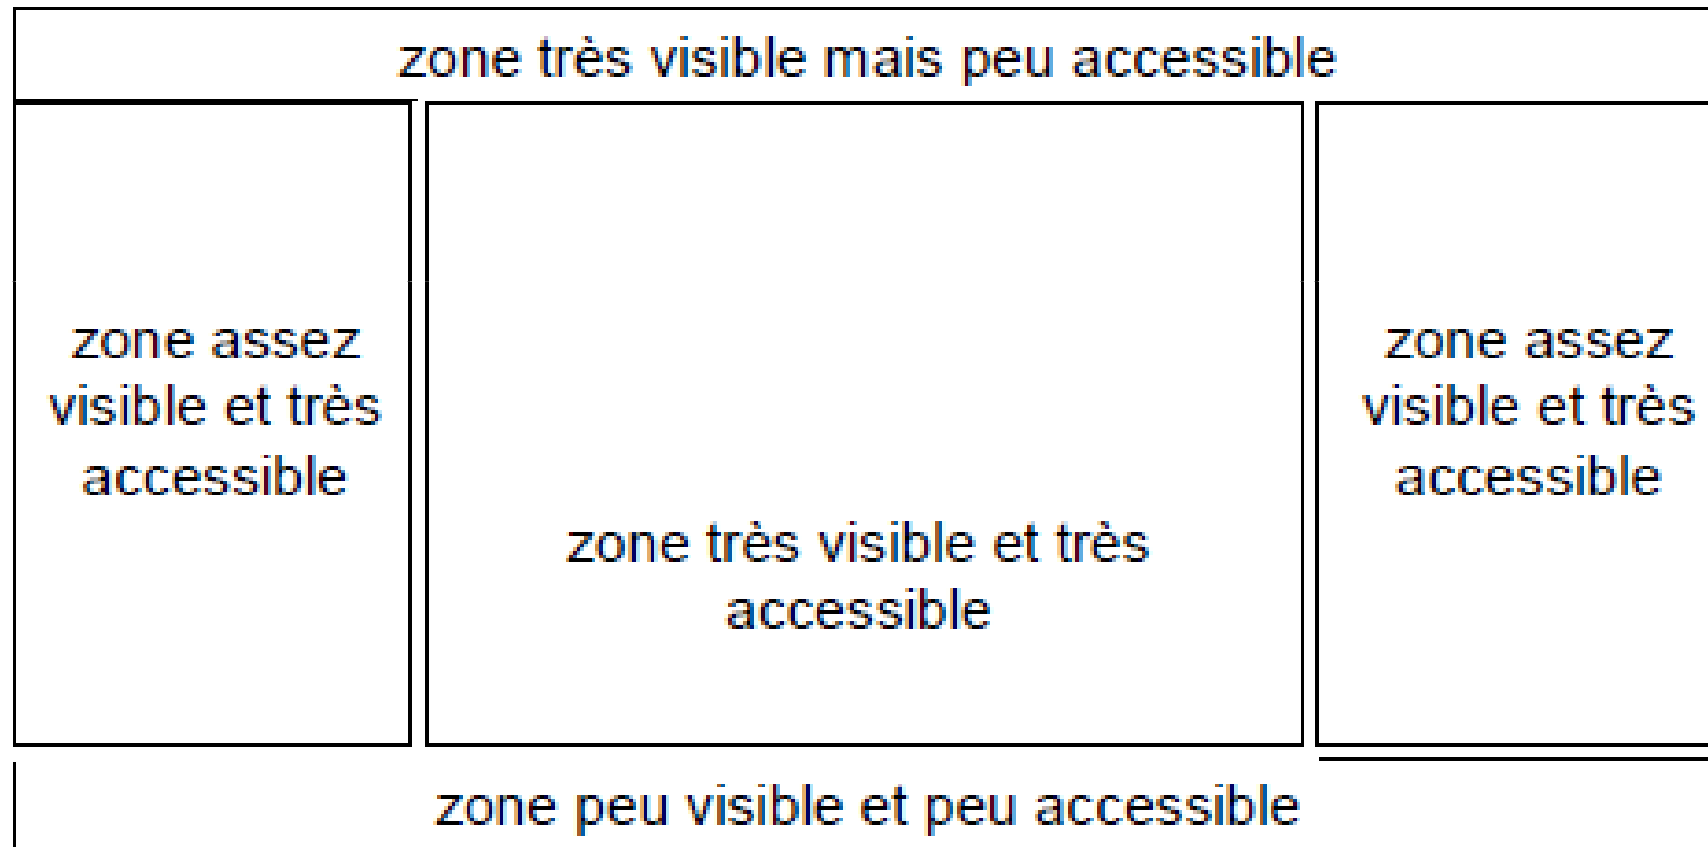 zone très visible mais peu accessible
zone assez
visible et très
accessible
zone très visible et très
accessible
zone assez
visible et très
accessible
zone peu visible et peu accessible